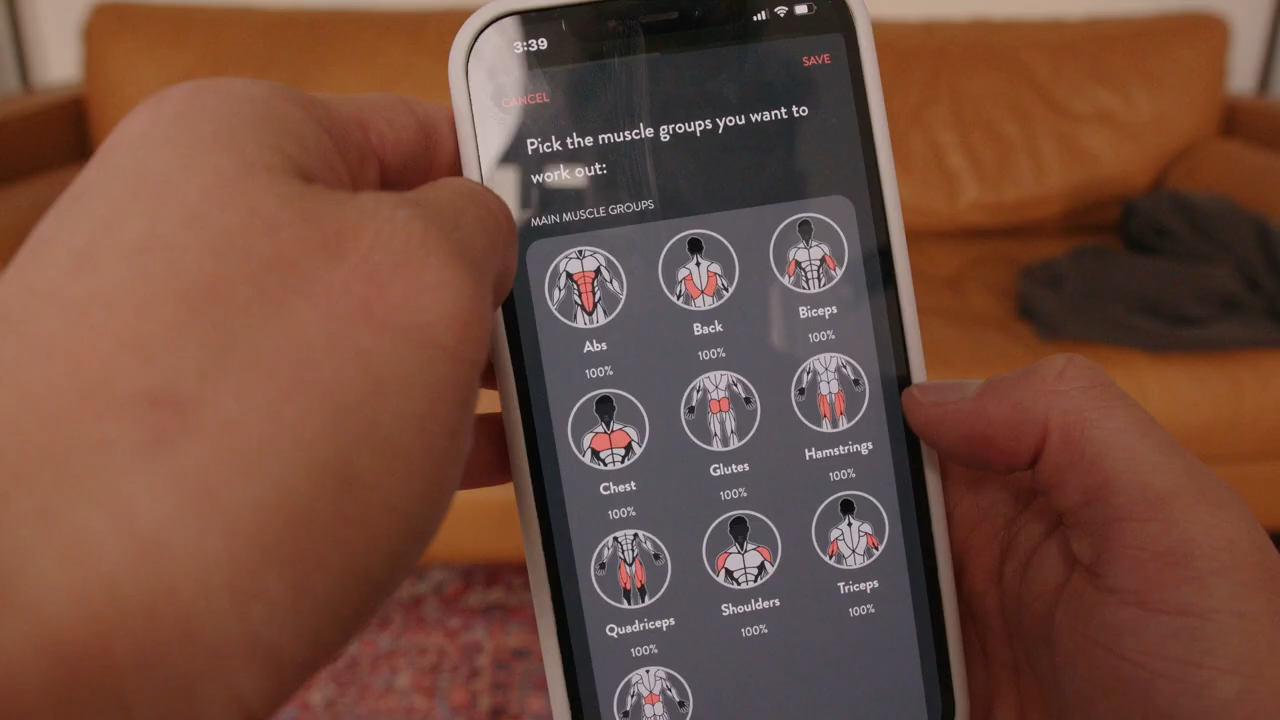 3:39
CANCEL
SAVE
Pick the muscle groups you want to
work out:
MAIN MUSCLE GROUPS
Abs
100%
Back
100%
Biceps
100%
Chest
100%
Glutes
100%
Hamstrings
100%
Quadriceps
100%
Shoulders
100%
Triceps
100%